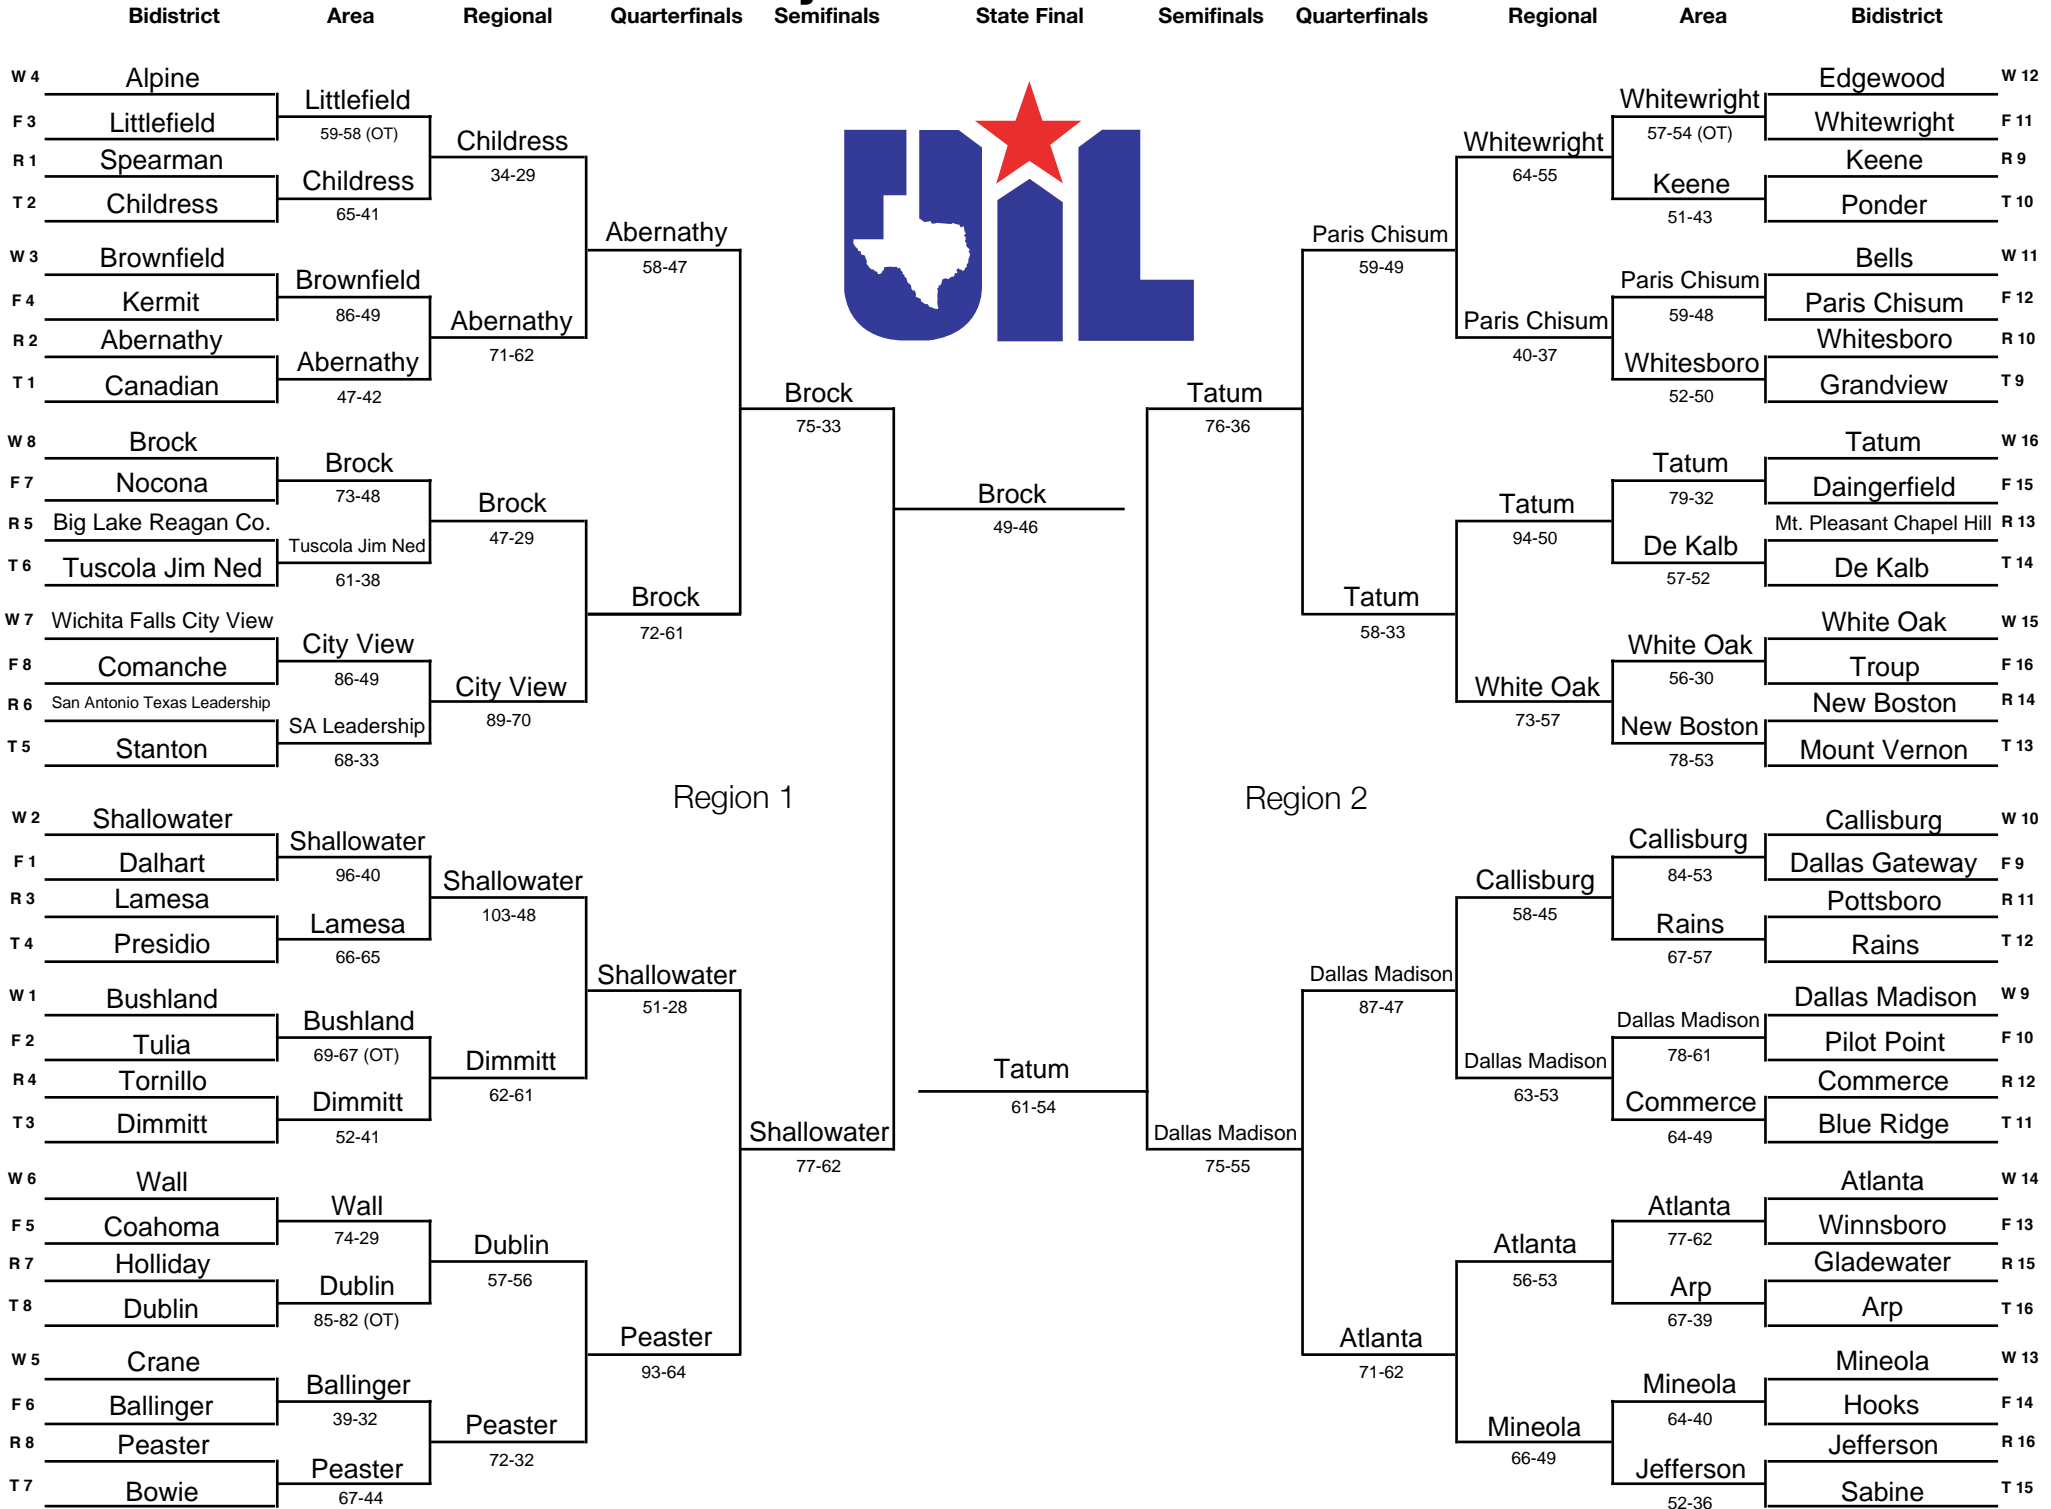 Bidistrict Area Regional Quarterfinals Semifinals State Final Semifinals Quarterfinals Regional Area Bidistrict
W 4 Alpine
Littlefield
F 3 Littlefield
59-58 (OT)
R 1 Spearman
Childress
34-29
Childress
T 2 Childress
65-41
Abernathy
58-47
W 3 Brownfield
Brownfield
F 4 Kermit
86-49
Abernathy
71-62
R 2 Abernathy
Abernathy
T 1 Canadian
47-42
Brock
75-33
W 8 Brock
Brock
F 7 Nocona
73-48
Brock
47-29
R 5 Big Lake Reagan Co.
Tuscola Jim Ned
T 6 Tuscola Jim Ned
61-38
Brock
72-61
W 7 Wichita Falls City View
City View
F 8 Comanche
86-49
City View
89-70
R 6 San Antonio Texas Leadership
SA Leadership
T 5 Stanton
68-33
Region 1
W 2 Shallowater
Shallowater
F 1 Dalhart
96-40
Shallowater
103-48
R 3 Lamesa
Lamesa
T 4 Presidio
66-65
Shallowater
51-28
W 1 Bushland
Bushland
F 2 Tulia
69-67 (OT)
Dimmitt
62-61
R 4 Tornillo
Dimmitt
T 3 Dimmitt
52-41
Shallowater
77-62
W 6 Wall
Wall
F 5 Coahoma
74-29
Dublin
57-56
R 7 Holliday
Dublin
T 8 Dublin
85-82 (OT)
Peaster
93-64
W 5 Crane
Ballinger
F 6 Ballinger
39-32
Peaster
72-32
R 8 Peaster
Peaster
T 7 Bowie
67-44
UIL
Brock
49-46
Tatum
61-54
Edgewood W 12
Whitewright
Whitewright F 11
57-54 (OT)
Whitewright
64-55
Keene R 9
Keene
Ponder T 10
51-43
Paris Chisum
59-49
Bells W 11
Paris Chisum
Paris Chisum F 12
59-48
Paris Chisum
40-37
Whitesboro R 10
Whitesboro
Grandview T 9
52-50
Tatum
76-36
Tatum W 16
Tatum
Daingerfield F 15
79-32
Tatum
94-50
Mt. Pleasant Chapel Hill R 13
De Kalb
De Kalb T 14
57-52
Tatum
58-33
White Oak W 15
White Oak
Troup F 16
56-30
White Oak
73-57
New Boston R 14
New Boston
Mount Vernon T 13
78-53
Region 2
Callisburg W 10
Callisburg
Dallas Gateway F 9
84-53
Callisburg
58-45
Pottsboro R 11
Rains
Rains T 12
67-57
Dallas Madison
87-47
Dallas Madison W 9
Dallas Madison
Pilot Point F 10
78-61
Dallas Madison
63-53
Commerce R 12
Commerce
Blue Ridge T 11
64-49
Dallas Madison
75-55
Atlanta W 14
Atlanta
Winnsboro F 13
77-62
Atlanta
56-53
Gladewater R 15
Arp
Arp T 16
67-39
Atlanta
71-62
Mineola W 13
Mineola
Hooks F 14
64-40
Mineola
66-49
Jefferson R 16
Jefferson
Sabine T 15
52-36